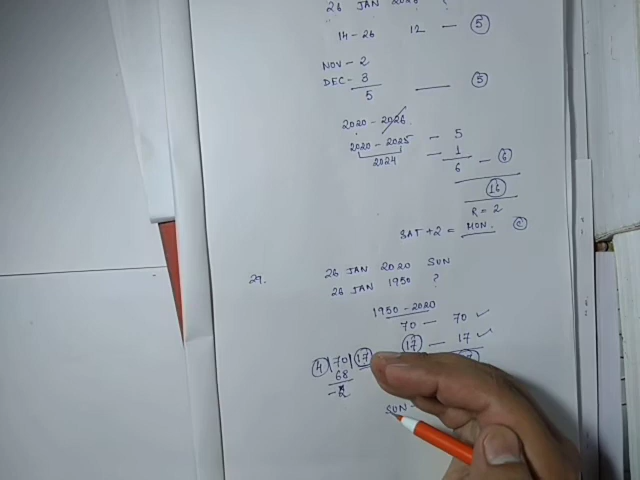 26 JAN 2026 ?
14 - 26 12 — 5
NOV - 2
DEC - 3 — 5
5
2020 - 2026
2020 - 2025 — 5
2024 — 1
6 — 6
16
R = 2
SAT + 2 = MON. C
27. 26 JAN 2020 SUN
26 JAN 1950 ?
1950 - 2020
70 — 70 ✓
17 — 17 ✓
4 | 70 | 17
68
- 2
SUN -